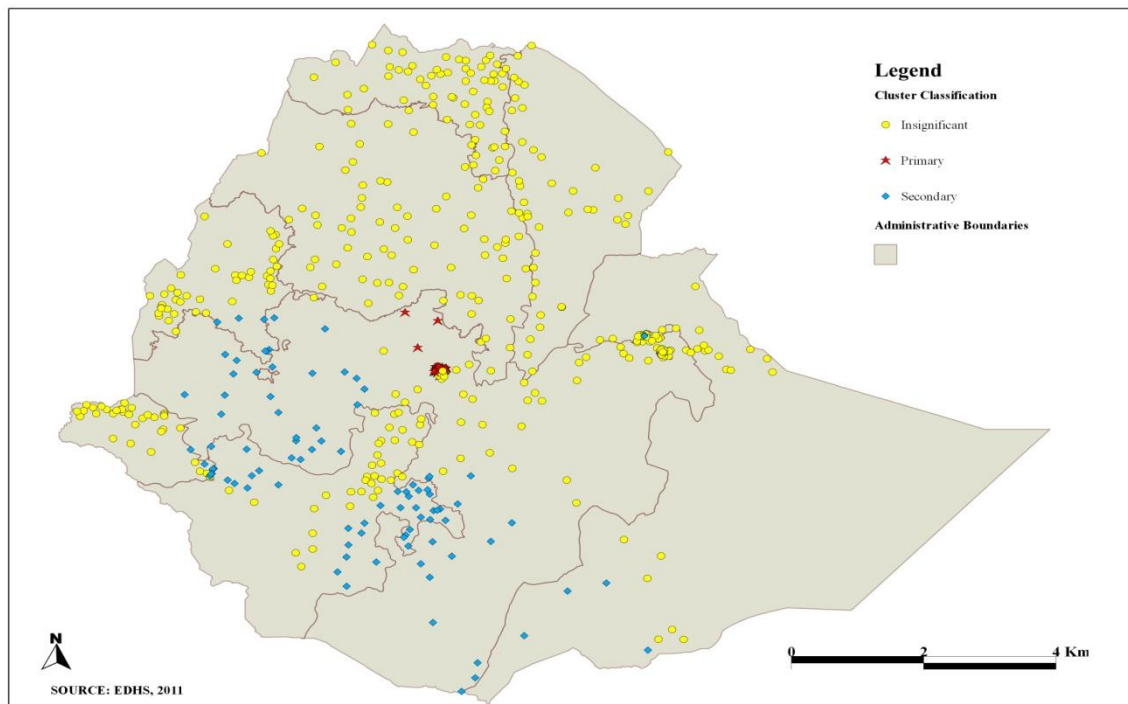 Legend
Cluster Classification
Insignificant
Primary
Secondary
Administrative Boundaries
N
0 2 4 Km
SOURCE: EDHS, 2011